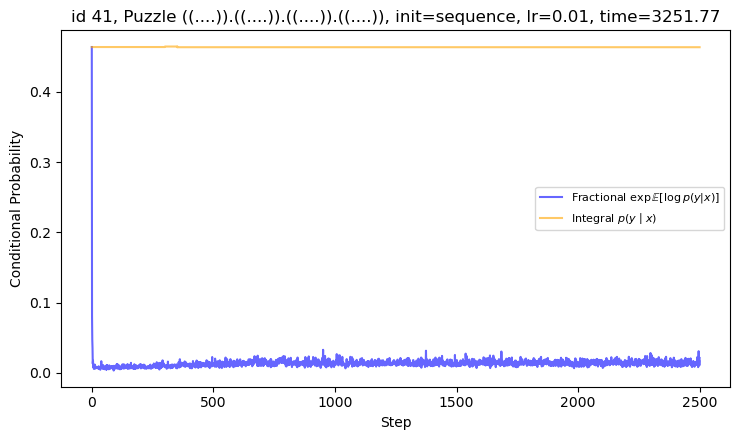 id 41, Puzzle ((....)).((....)).((....)).((....)), init=sequence, lr=0.01, time=3251.77
Conditional Probability
0.4
0.3
0.2
0.1
0.0
Fractional exp𝔼[log p(y|x)]
Integral p(y | x)
0
500
1000
1500
2000
2500
Step